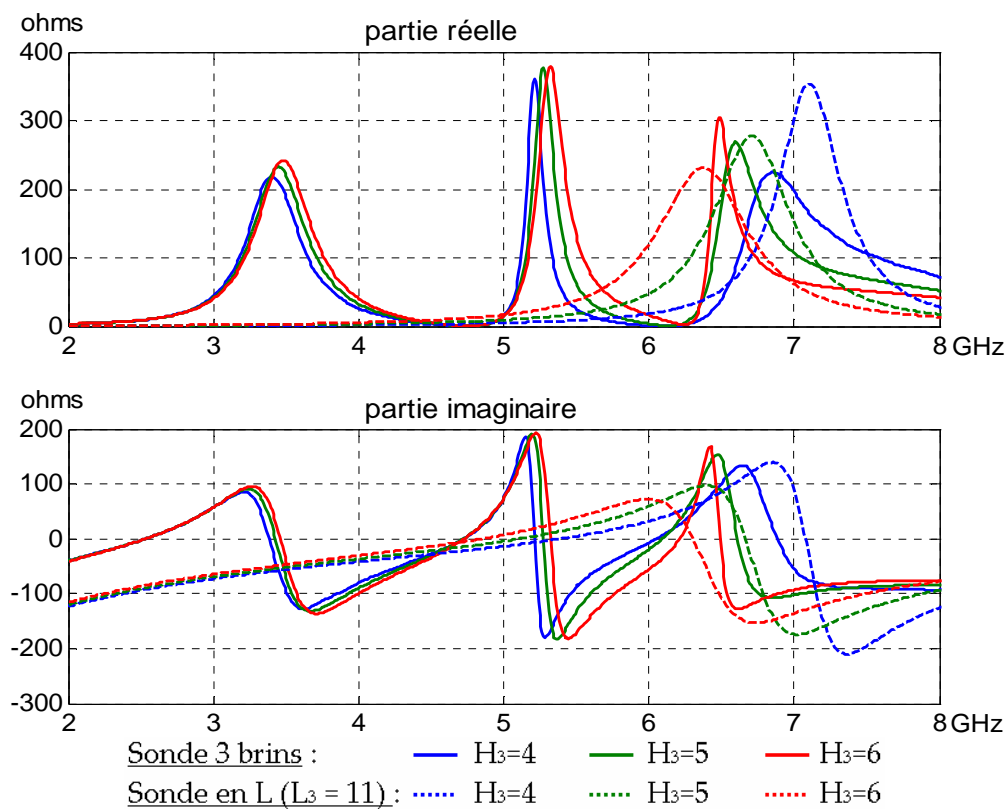 ohms
partie réelle
400
300
200
100
0
2 3 4 5 6 7 8 GHz
ohms
partie imaginaire
200
100
0
-100
-200
-300
2 3 4 5 6 7 8 GHz
Sonde 3 brins : H₃=4 H₃=5 H₃=6
Sonde en L (L₃ = 11) : H₃=4 H₃=5 H₃=6